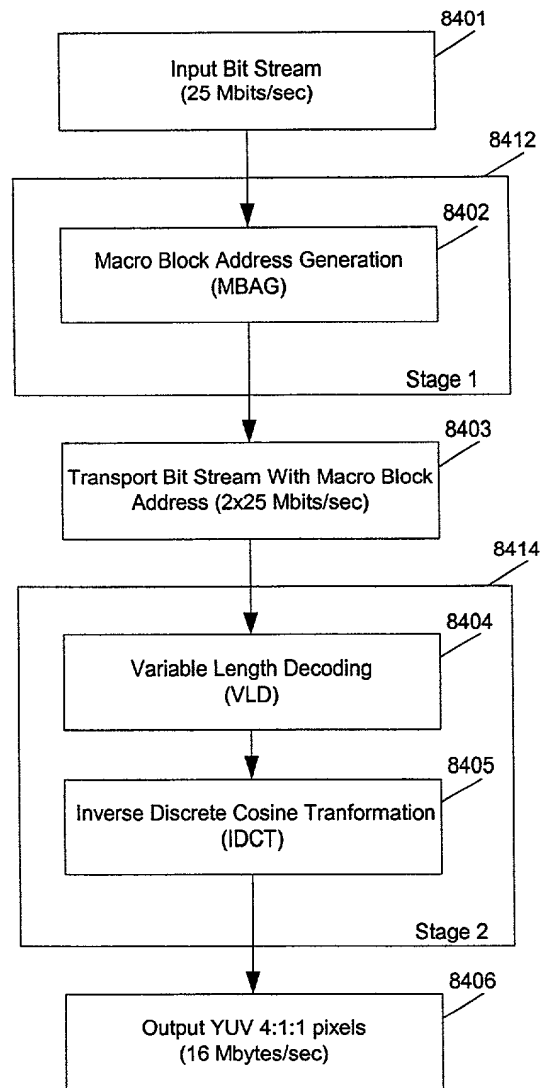 8401
Input Bit Stream
(25 Mbits/sec)
8412
8402
Macro Block Address Generation
(MBAG)
Stage 1
8403
Transport Bit Stream With Macro Block
Address (2x25 Mbits/sec)
8414
8404
Variable Length Decoding
(VLD)
8405
Inverse Discrete Cosine Tranformation
(IDCT)
Stage 2
8406
Output YUV 4:1:1 pixels
(16 Mbytes/sec)